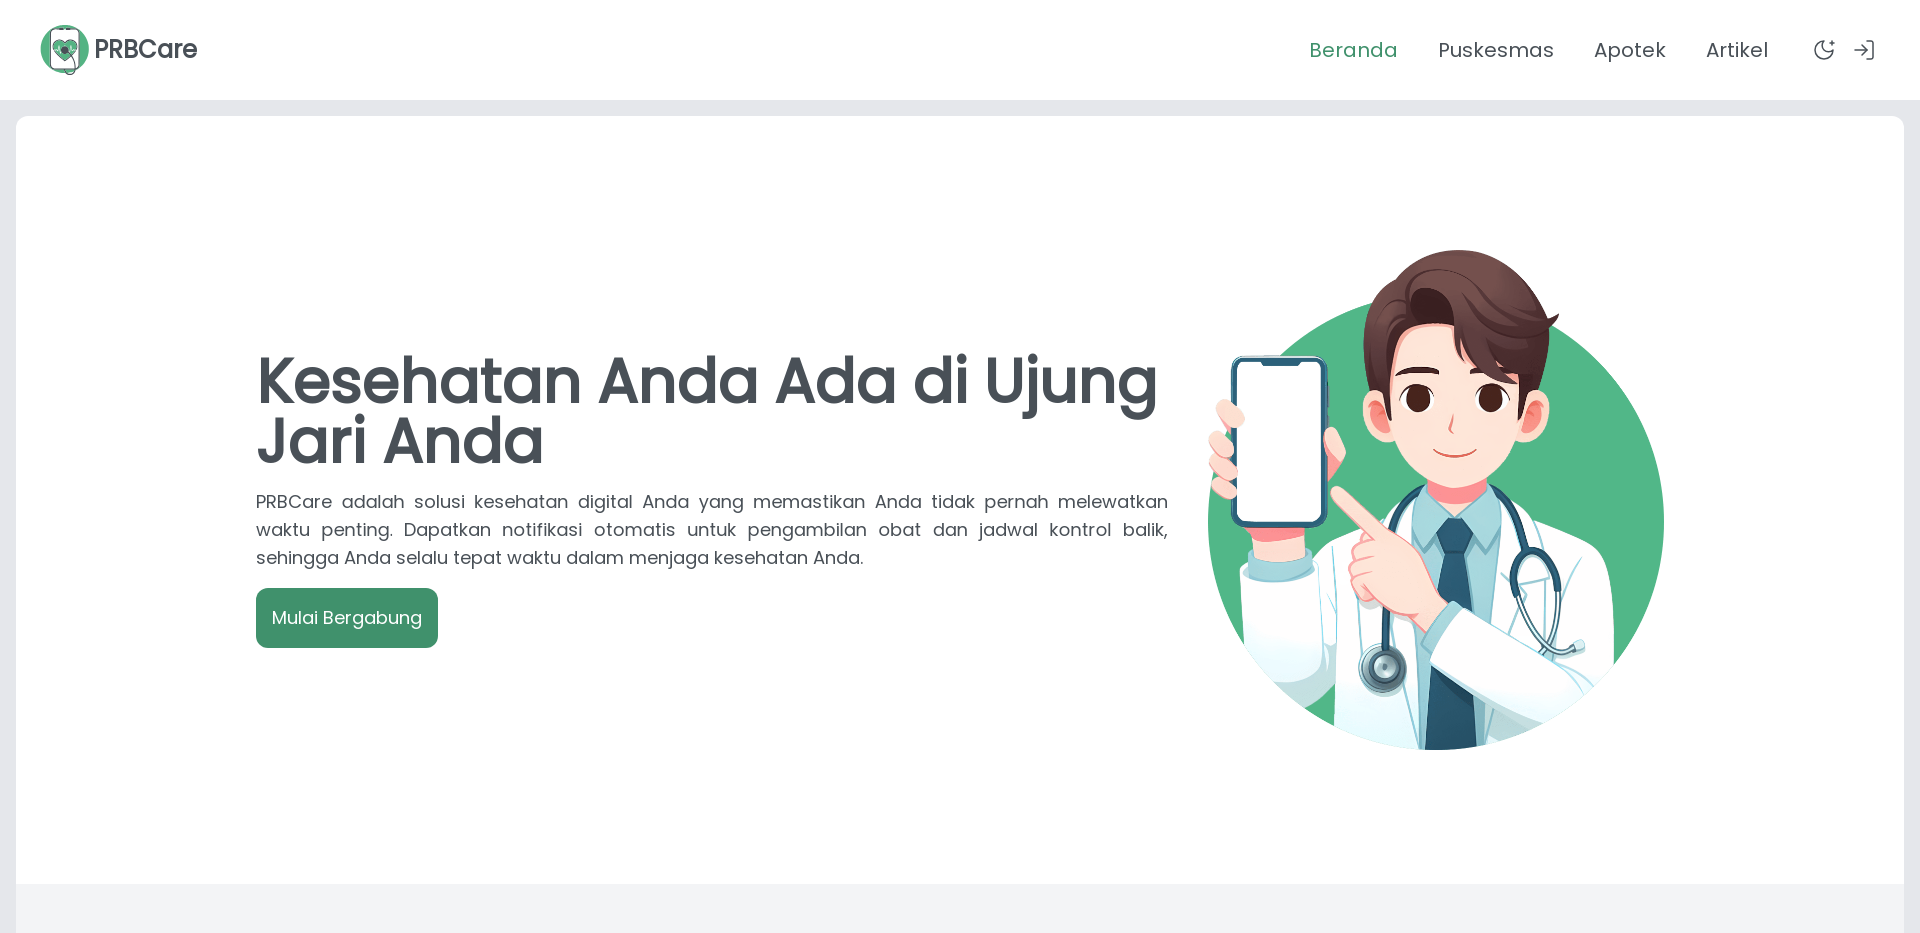 PRBCare
Beranda
Puskesmas
Apotek
Artikel
Kesehatan Anda Ada di Ujung
Jari Anda
PRBCare adalah solusi kesehatan digital Anda yang memastikan Anda tidak pernah melewatkan
waktu penting. Dapatkan notifikasi otomatis untuk pengambilan obat dan jadwal kontrol balik,
sehingga Anda selalu tepat waktu dalam menjaga kesehatan Anda.
Mulai Bergabung